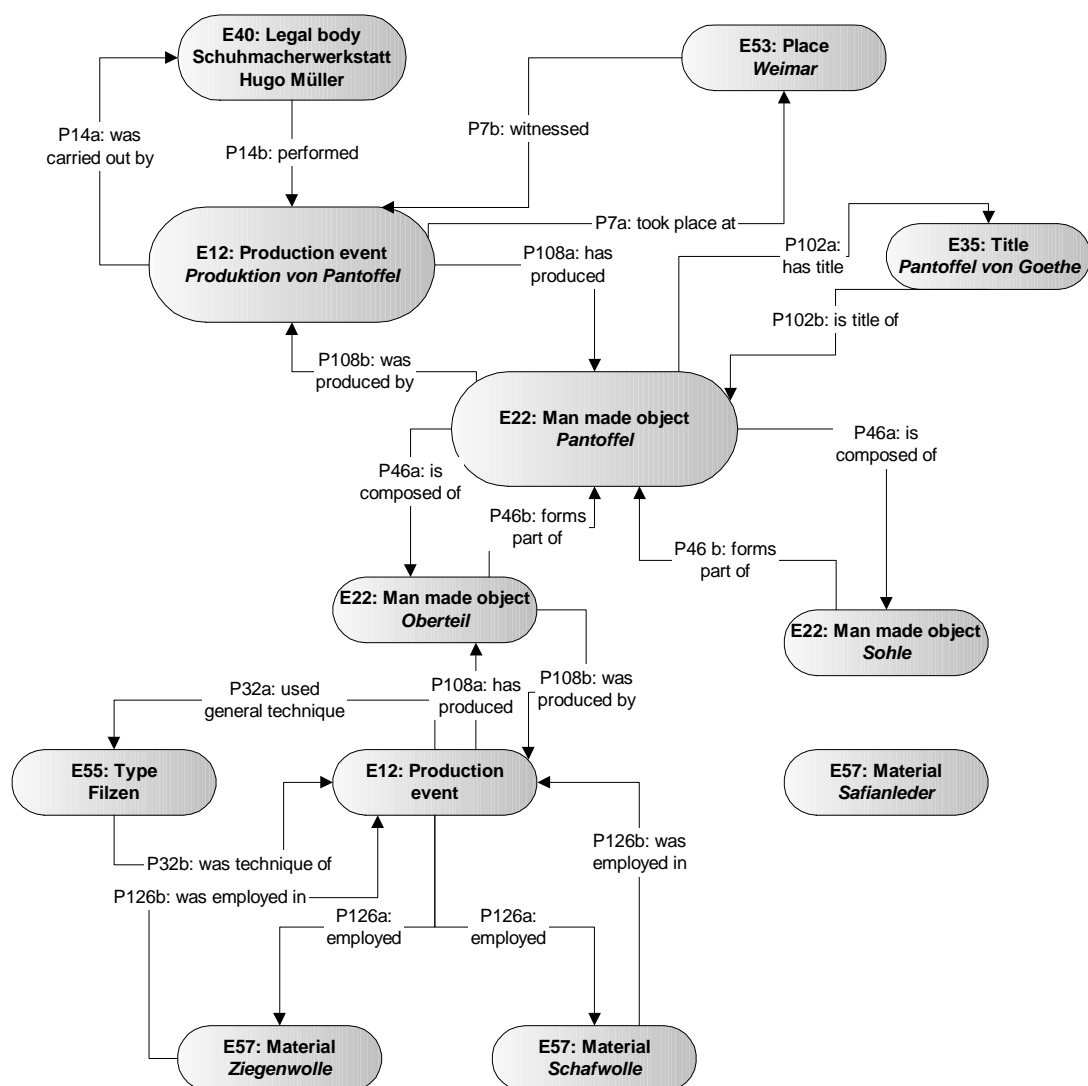 E40: Legal body
Schuhmacherwerkstatt
Hugo Müller
E53: Place
Weimar
P14a: was
carried out by
P14b: performed
P7b: witnessed
P7a: took place at
E12: Production event
Produktion von Pantoffel
P108a: has
produced
P102a:
has title
E35: Title
Pantoffel von Goethe
P102b: is title of
P108b: was
produced by
E22: Man made object
Pantoffel
P46a: is
composed of
P46a: is
composed of
P46b: forms
part of
P46 b: forms
part of
E22: Man made object
Oberteil
E22: Man made object
Sohle
P32a: used
general technique
P108a: has
produced
P108b: was
produced by
E55: Type
Filzen
E12: Production
event
E57: Material
Safianleder
P32b: was technique of
P126b: was employed in
P126b: was
employed in
P126a:
employed
P126a:
employed
E57: Material
Ziegenwolle
E57: Material
Schafwolle